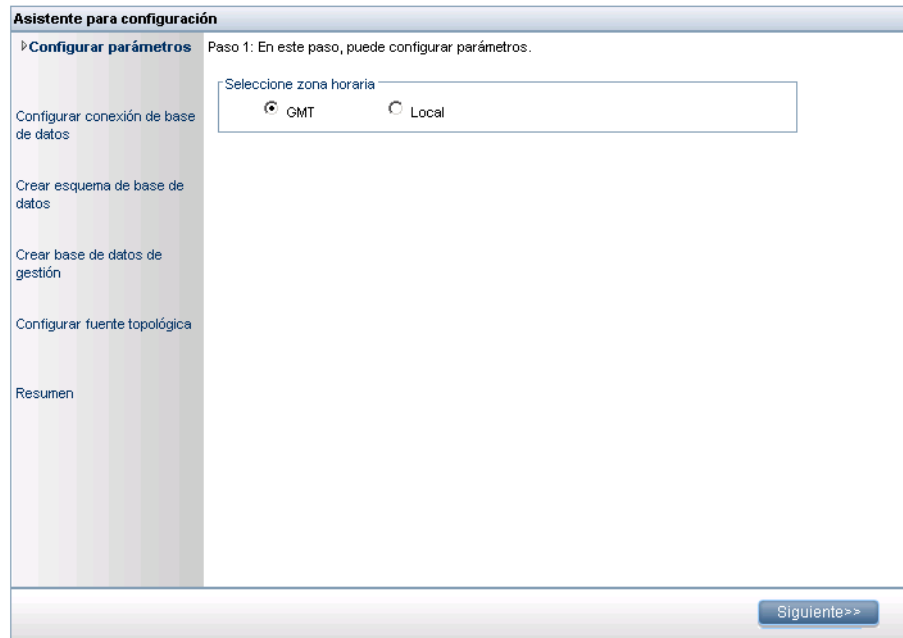 Asistente para configuración
Configurar parámetros
Paso 1: En este paso, puede configurar parámetros.
Seleccione zona horaria
GMT
Local
Configurar conexión de base
de datos
Crear esquema de base de
datos
Crear base de datos de
gestión
Configurar fuente topológica
Resumen
Siguiente>>